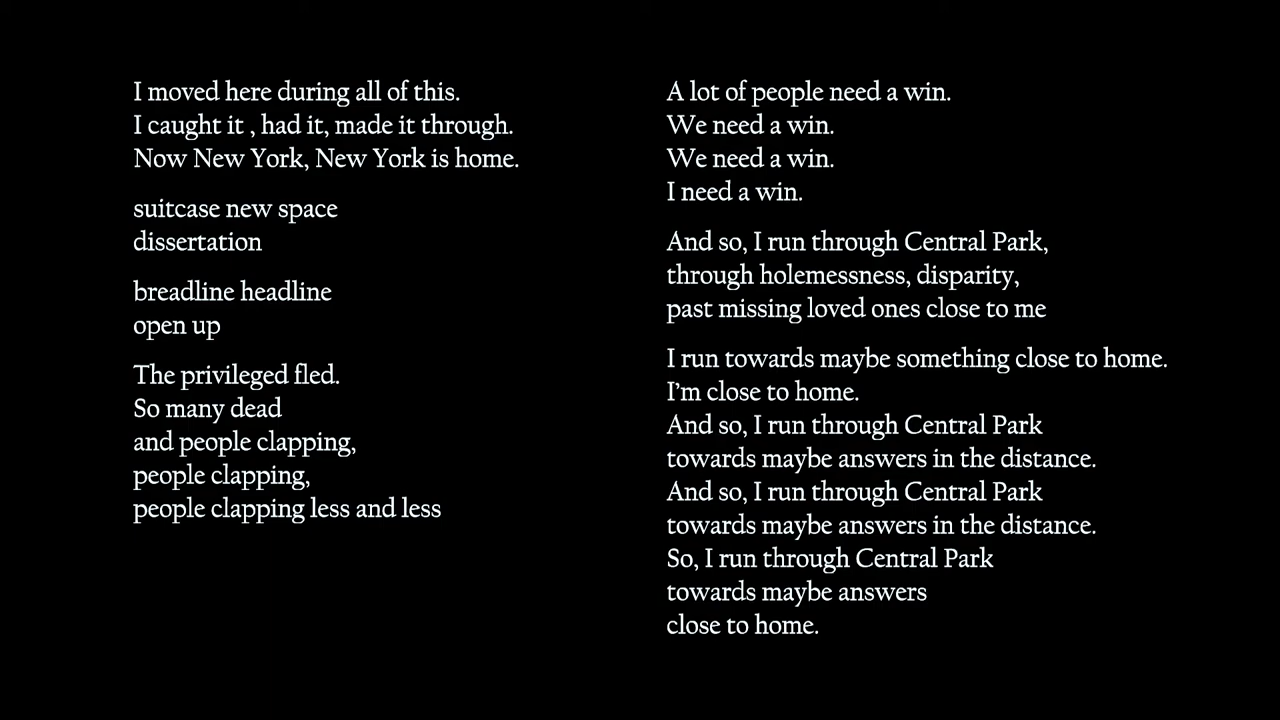 I moved here during all of this.
I caught it , had it, made it through.
Now New York, New York is home.
suitcase new space
dissertation
breadline headline
open up
The privileged fled.
So many dead
and people clapping,
people clapping,
people clapping less and less
A lot of people need a win.
We need a win.
We need a win.
I need a win.
And so, I run through Central Park,
through holemessness, disparity,
past missing loved ones close to me
I run towards maybe something close to home.
I'm close to home.
And so, I run through Central Park
towards maybe answers in the distance.
And so, I run through Central Park
towards maybe answers in the distance.
So, I run through Central Park
towards maybe answers
close to home.